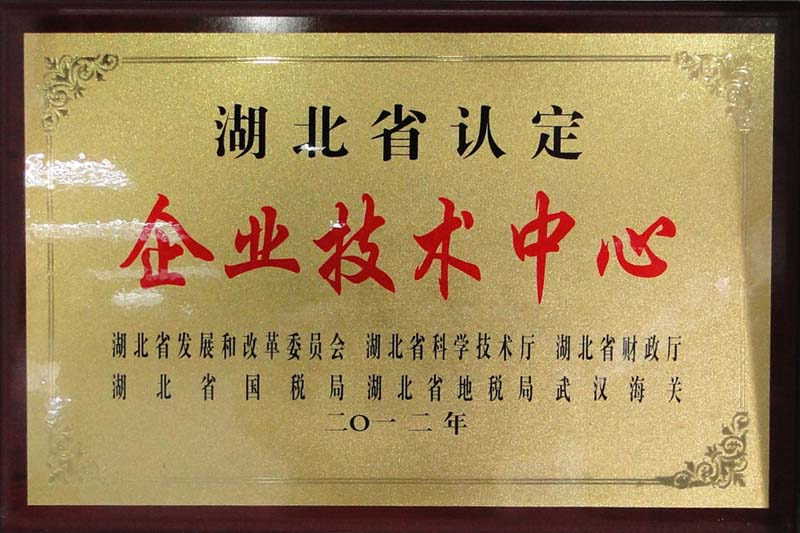 湖北省认定
企业技术中心
湖北省发展和改革委员会 湖北省科学技术厅 湖北省财政厅
湖北省国税局 湖北省地税局 武汉海关
二〇一二年